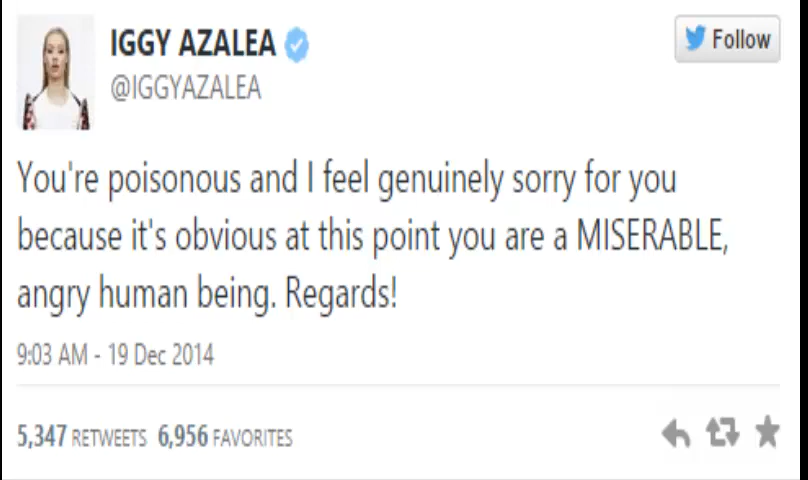 IGGY AZALEA
Follow
@IGGYAZALEA
You're poisonous and I feel genuinely sorry for you
because it's obvious at this point you are a MISERABLE,
angry human being. Regards!
9:03 AM - 19 Dec 2014
5,347 RETWEETS 6,956 FAVORITES